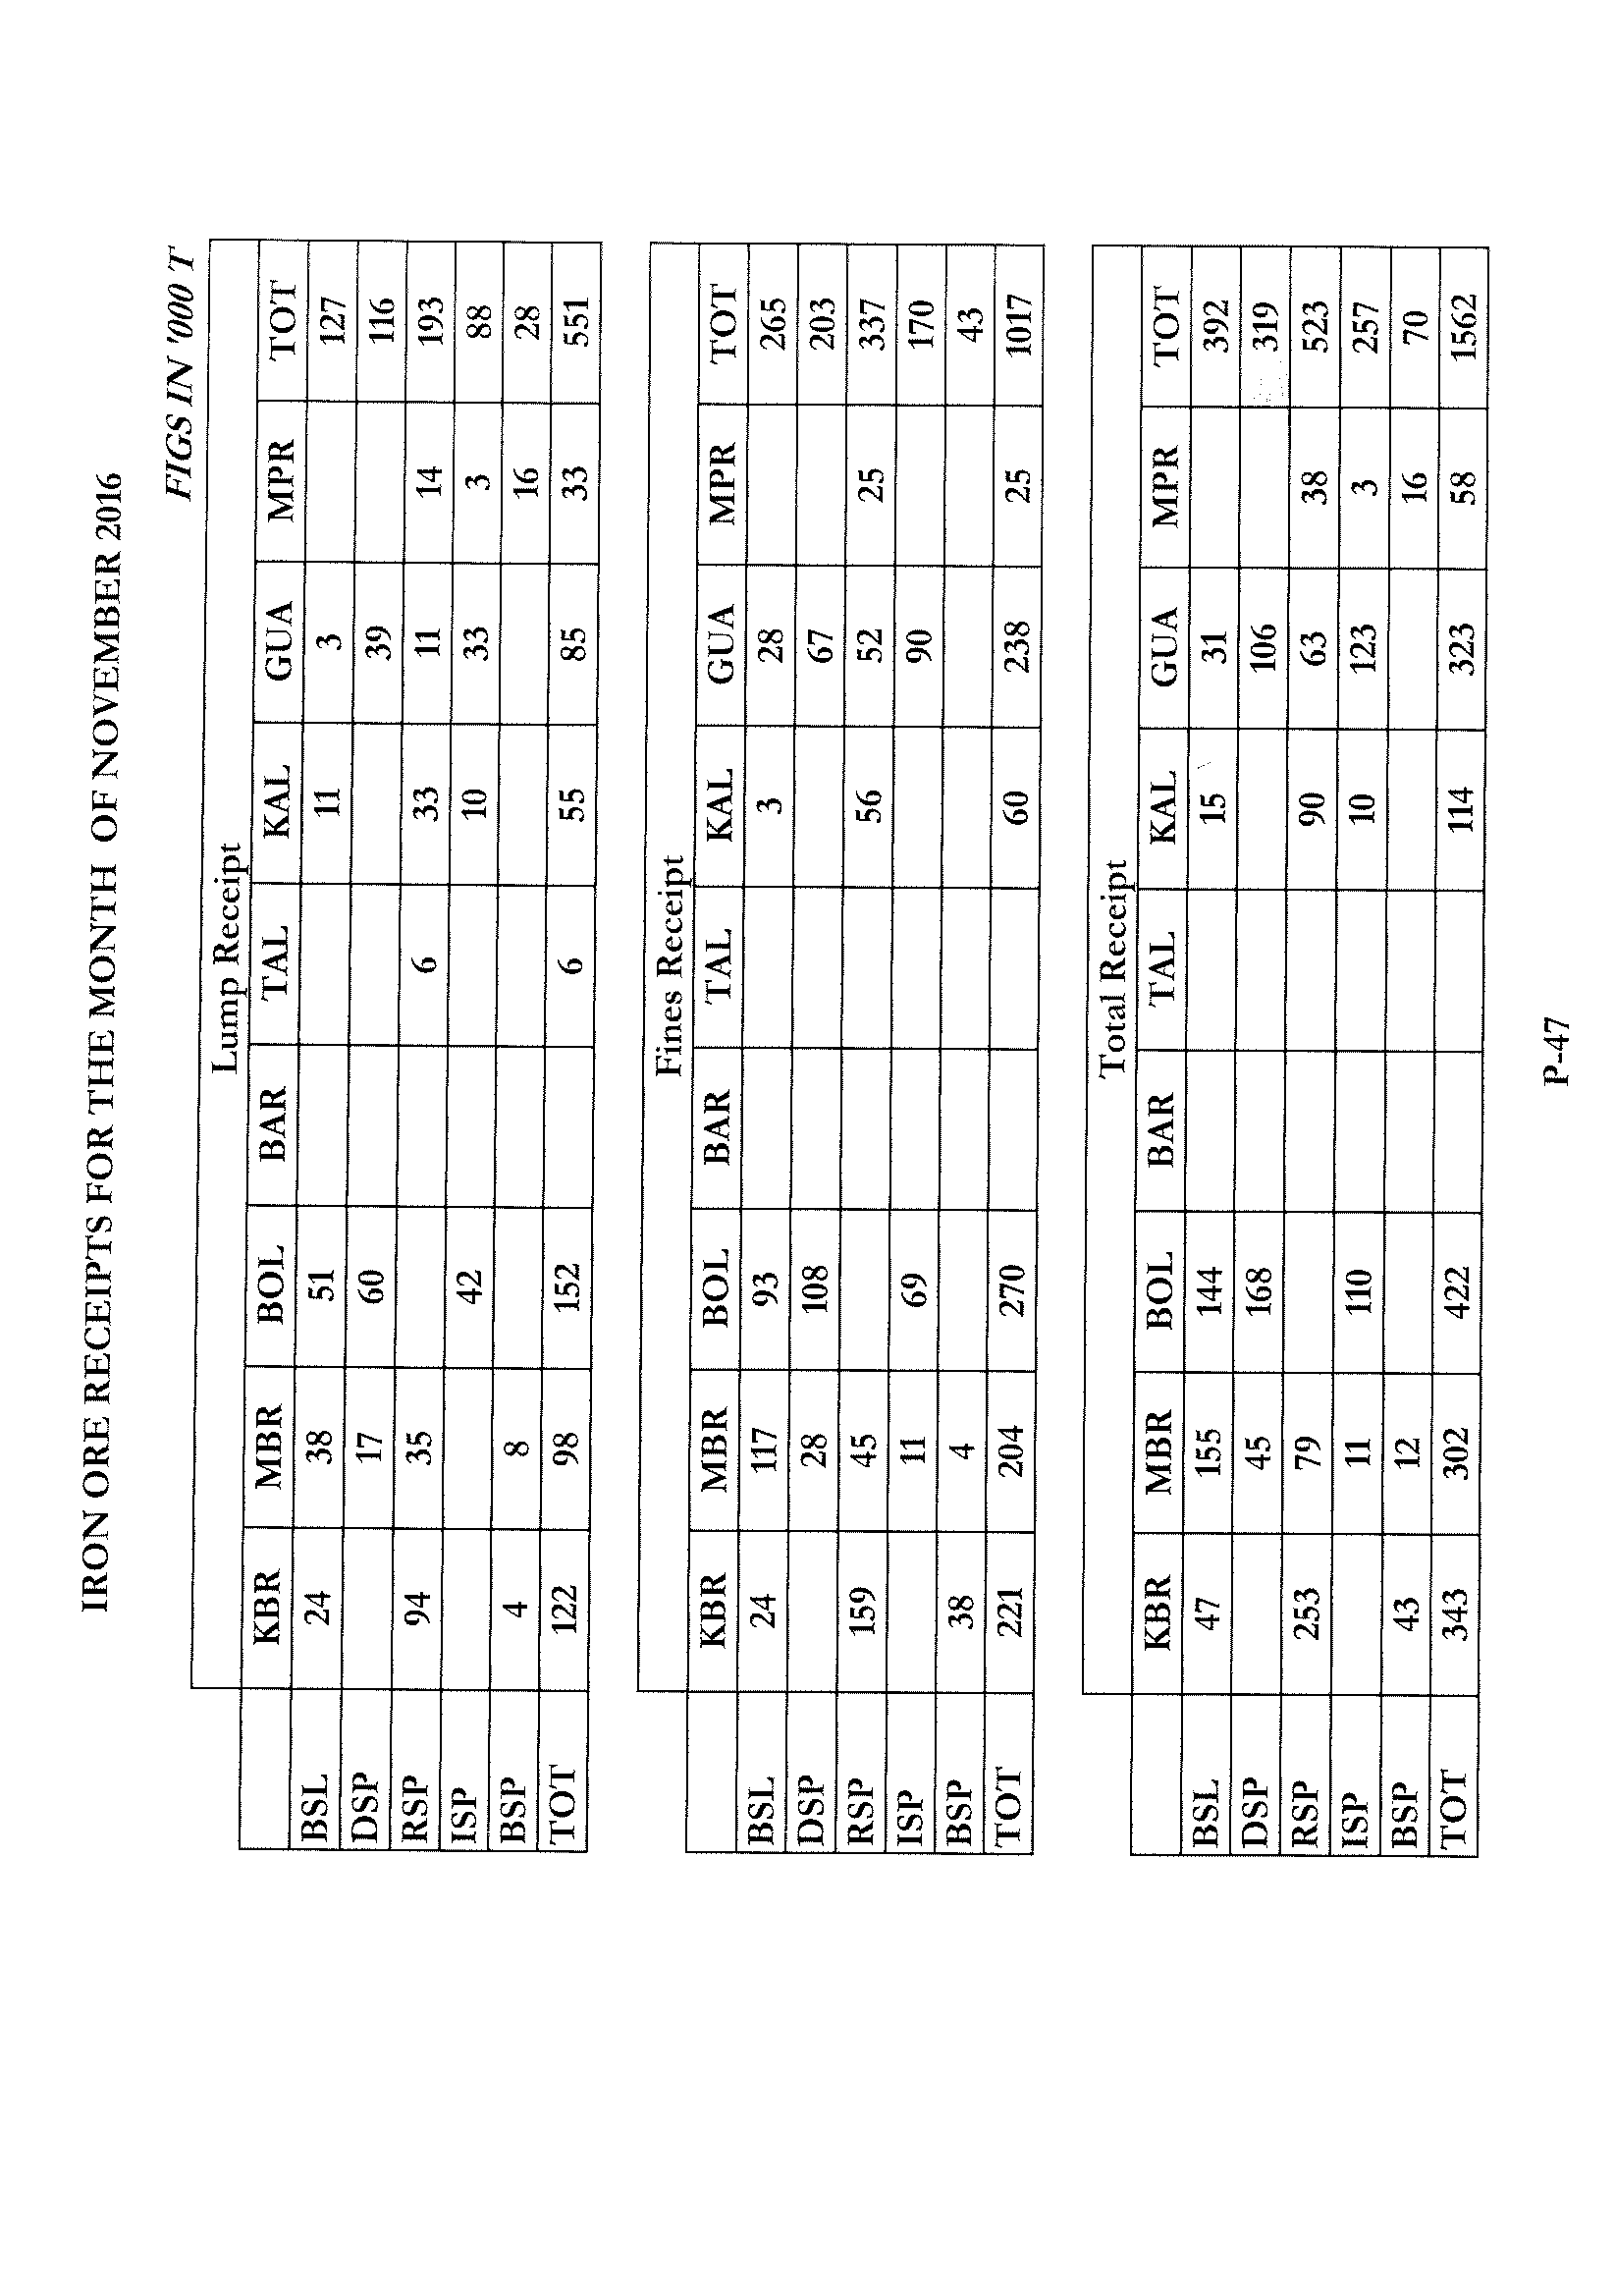 IRON ORE RECEIPTS FOR THE MONTH OF NOVEMBER 2016
FIGS IN '000 T
Lump Receipt
KBR MBR BOL BAR TAL KAL GUA MPR TOT
BSL 24 38 51 11 3 127
DSP 17 60 39 116
RSP 94 35 6 33 11 14 193
ISP 42 10 33 3 88
BSP 4 8 16 28
TOT 122 98 152 6 55 85 33 551
Fines Receipt
KBR MBR BOL BAR TAL KAL GUA MPR TOT
BSL 24 117 93 3 28 265
DSP 28 108 67 203
RSP 159 45 56 52 25 337
ISP 11 69 90 170
BSP 38 4 43
TOT 221 204 270 60 238 25 1017
Total Receipt
KBR MBR BOL BAR TAL KAL GUA MPR TOT
BSL 47 155 144 15 31 392
DSP 45 168 106 319
RSP 253 79 90 63 38 523
ISP 11 110 10 123 3 257
BSP 43 12 16 70
TOT 343 302 422 114 323 58 1562
P-47